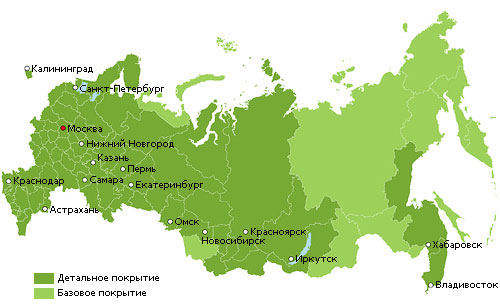 Калининград
Санкт-Петербург
Москва
Нижний Новгород
Казань
Пермь
Краснодар
Самара
Екатеринбург
Астрахань
Омск
Новосибирск
Красноярск
Иркутск
Хабаровск
Владивосток
Детальное покрытие
Базовое покрытие